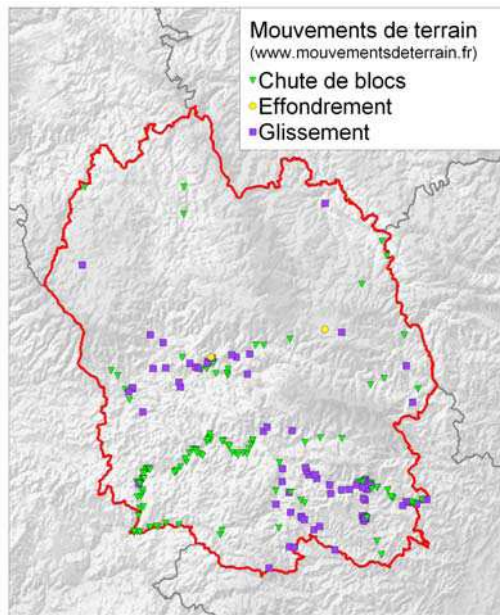 Mouvements de terrain
(www.mouvementsdeterrain.fr)
Chute de blocs
Effondrement
Glissement